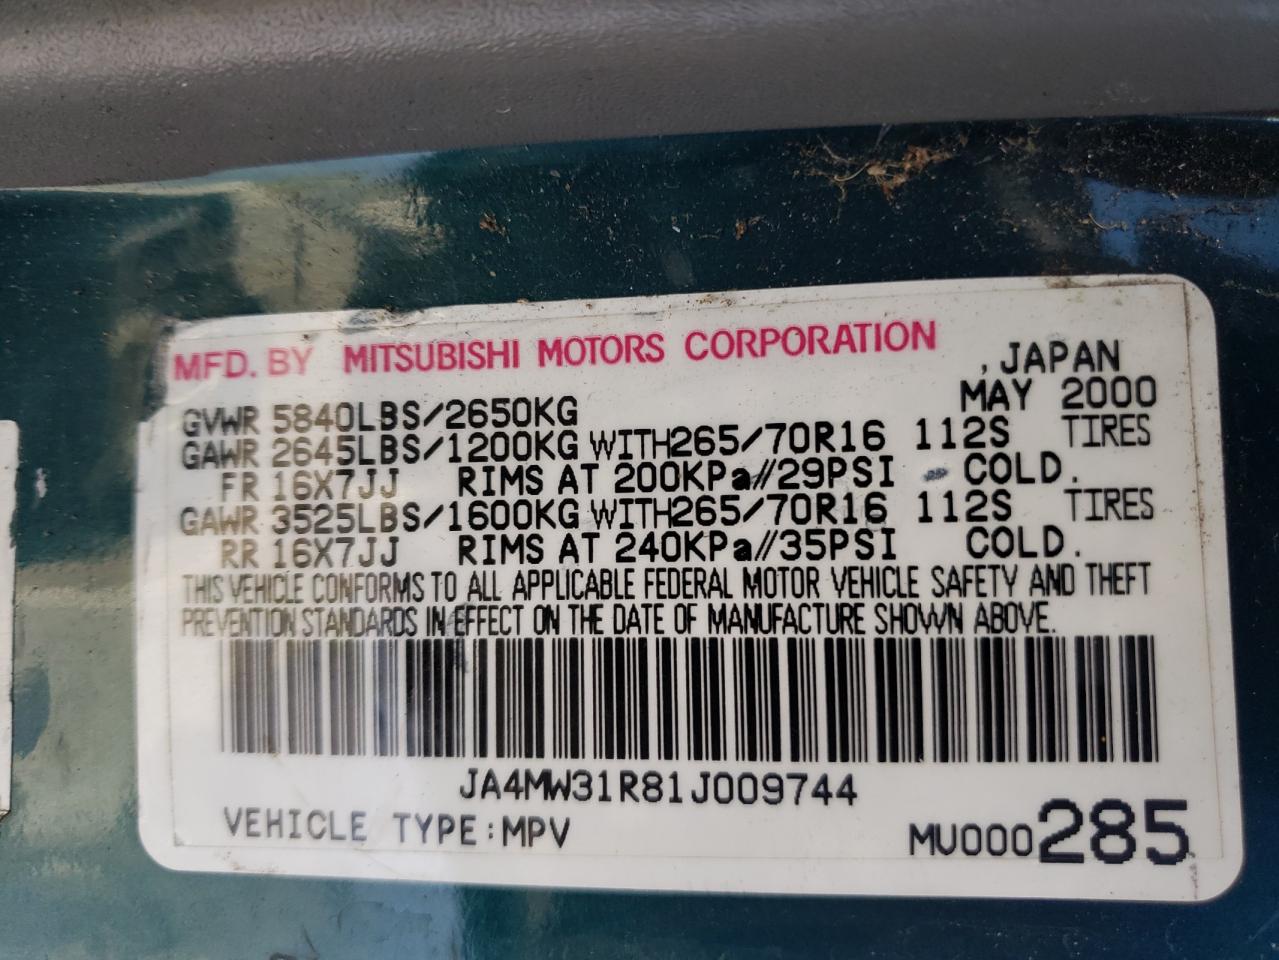 MFD. BY MITSUBISHI MOTORS CORPORATION
,JAPAN
MAY 2000
GVWR 5840LBS/2650KG
GAWR 2645LBS/1200KG WITH265/70R16 112S TIRES
FR 16X7JJ RIMS AT 200KPa//29PSI COLD.
GAWR 3525LBS/1600KG WITH265/70R16 112S TIRES
RR 16X7JJ RIMS AT 240KPa//35PSI COLD.
THIS VEHICLE CONFORMS TO ALL APPLICABLE FEDERAL MOTOR VEHICLE SAFETY AND THEFT
PREVENTION STANDARDS IN EFFECT ON THE DATE OF MANUFACTURE SHOWN ABOVE.
JA4MW31R81J009744
VEHICLE TYPE:MPV
MU000285